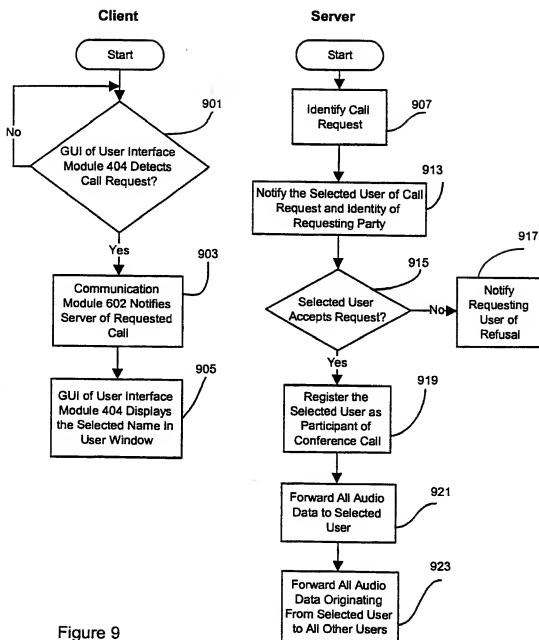 Client
Start
901
No
GUI of User Interface
Module 404 Detects
Call Request?
Yes
903
Communication
Module 602 Notifies
Server of Requested
Call
905
GUI of User Interface
Module 404 Displays
the Selected Name In
User Window
Server
Start
907
Identify Call
Request
913
Notify the Selected User of Call
Request and Identity of
Requesting Party
915
Selected User
Accepts Request?
No
917
Notify
Requesting
User of
Refusal
Yes
919
Register the
Selected User as
Participant of
Conference Call
921
Forward All Audio
Data to Selected
User
923
Forward All Audio
Data Originating
From Selected User
to All Other Users
Figure 9